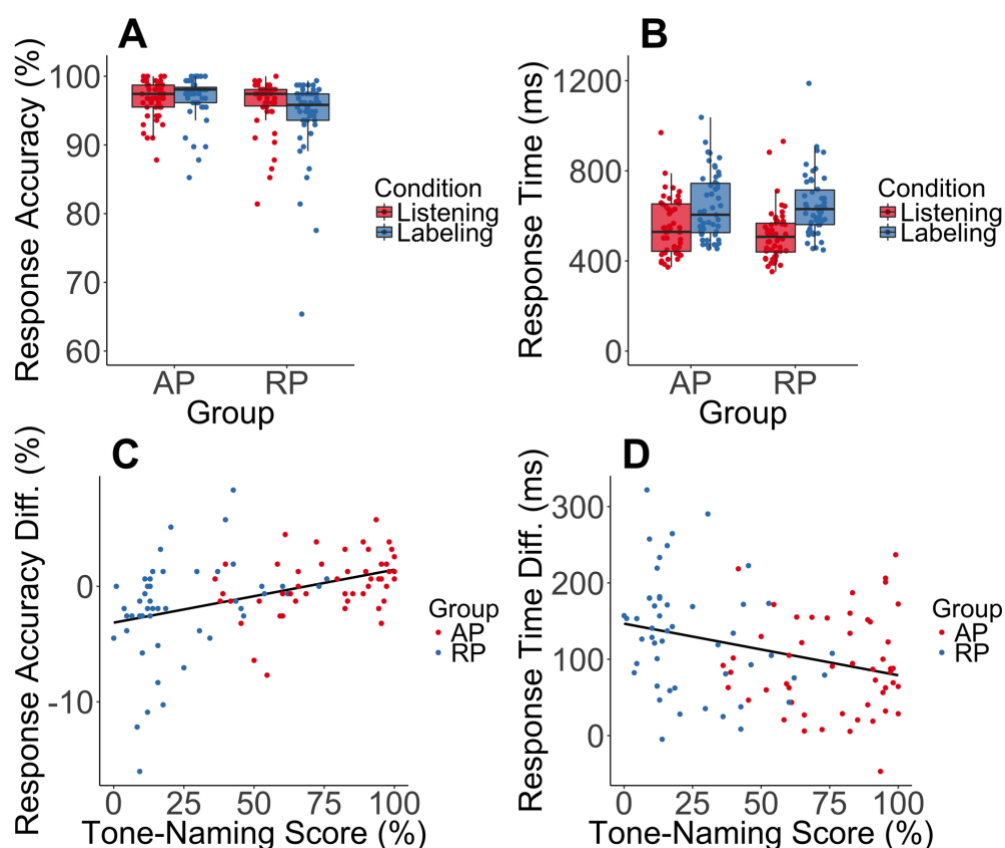 A
Response Accuracy (%)
100
90
80
70
60
AP
RP
Group
Condition
Listening
Labeling
B
Response Time (ms)
1200
800
400
0
AP
RP
Group
Condition
Listening
Labeling
C
Response Accuracy Diff. (%)
0
-10
0
25
50
75
100
Tone-Naming Score (%)
Group
AP
RP
D
Response Time Diff. (ms)
300
200
100
0
0
25
50
75
100
Tone-Naming Score (%)
Group
AP
RP